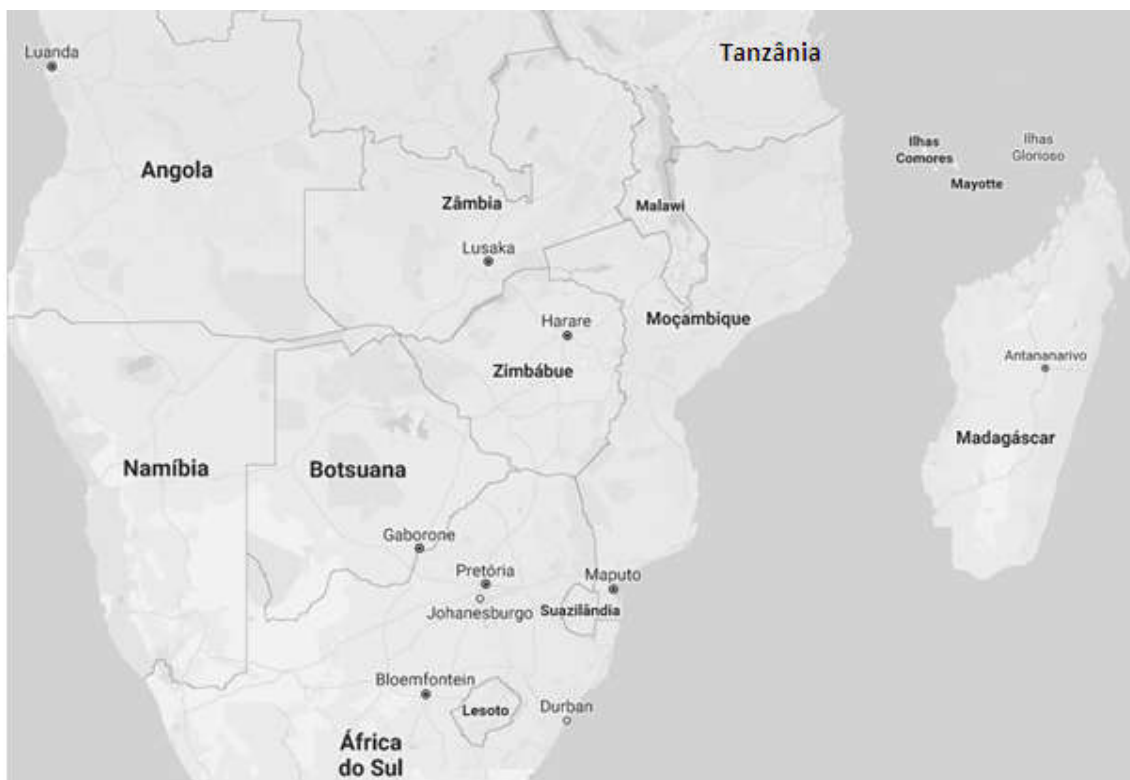 Luanda
Tanzânia
Ilhas
Comores
Ilhas
Glorioso
Mayotte
Angola
Zâmbia
Malawi
Lusaka
Moçambique
Harare
Zimbábue
Antananarivo
Madagáscar
Namíbia
Botsuana
Gaborone
Pretória
Maputo
Johanesburgo
Suazilândia
Bloemfontein
Lesoto
Durban
África
do Sul